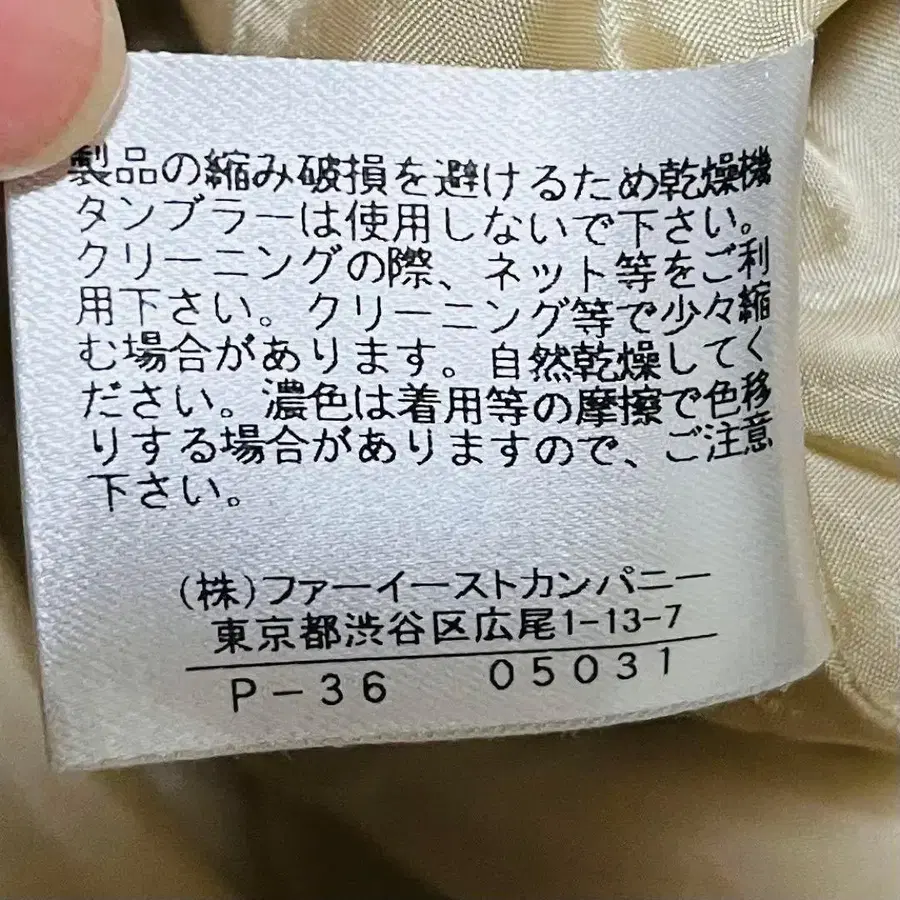 製品の縮み破損を避けるため乾燥機
タンブラーは使用しないで下さい。
クリーニングの際、ネット等をご利
用下さい。クリーニング等で少々縮
む場合があります。自然乾燥してく
ださい。濃色は着用等の摩擦で色移
りする場合がありますので、ご注意
下さい。
(株)ファーイーストカンパニー
東京都渋谷区広尾1-13-7
P-36 05031